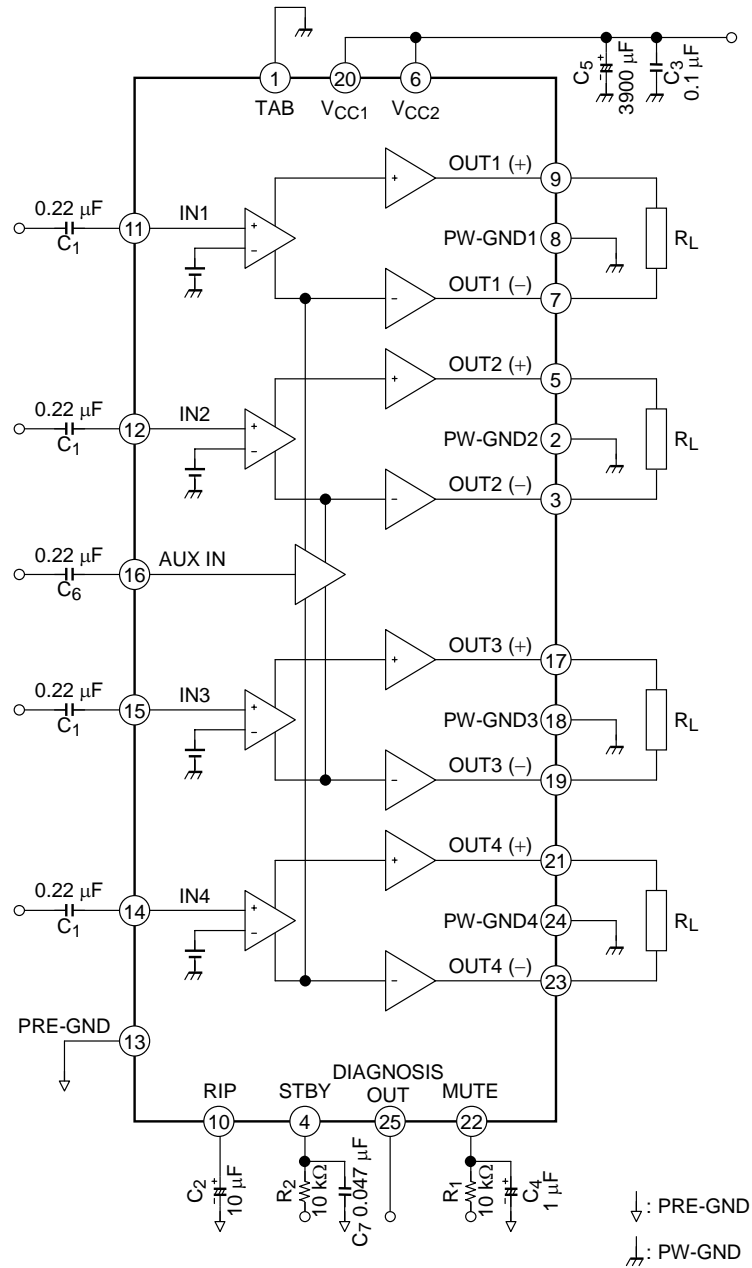 1
TAB
20
VCC1
6
VCC2
C5
3900 µF
C3
0.1 µF
- +
0.22 µF
C1
11
IN1
+
−
+
OUT1 (+)
9
PW-GND1
8
RL
−
OUT1 (−)
7
0.22 µF
C1
12
IN2
+
−
+
OUT2 (+)
5
PW-GND2
2
RL
−
OUT2 (−)
3
0.22 µF
C6
16
AUX IN
0.22 µF
C1
15
IN3
+
−
+
OUT3 (+)
17
PW-GND3
18
RL
−
OUT3 (−)
19
0.22 µF
C1
14
IN4
+
−
+
OUT4 (+)
21
PW-GND4
24
RL
−
OUT4 (−)
23
PRE-GND
13
RIP
10
STBY
4
DIAGNOSIS
OUT
25
MUTE
22
C2
10 µF
- +
R2
10 kΩ
C7 0.047 µF
R1
10 kΩ
C4
1 µF
- +
: PRE-GND
: PW-GND